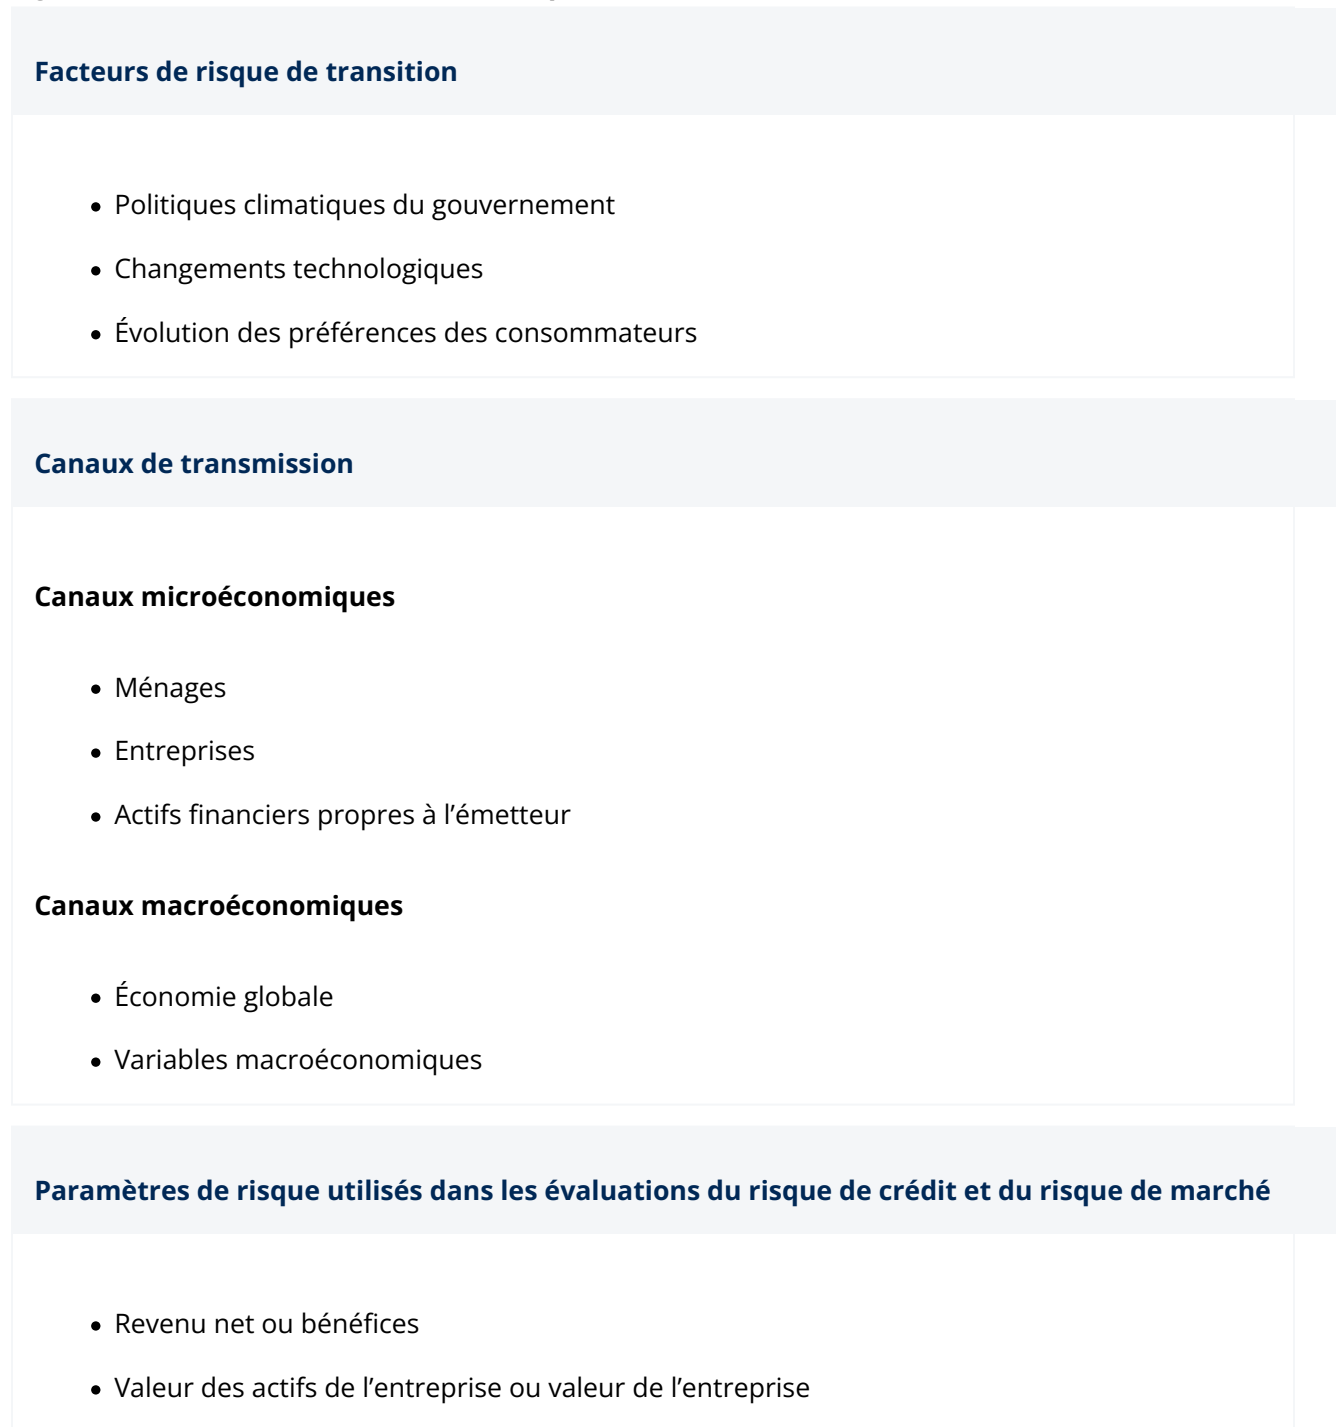 Facteurs de risque de transition
• Politiques climatiques du gouvernement
• Changements technologiques
• Évolution des préférences des consommateurs
Canaux de transmission
Canaux microéconomiques
• Ménages
• Entreprises
• Actifs financiers propres à l’émetteur
Canaux macroéconomiques
• Économie globale
• Variables macroéconomiques
Paramètres de risque utilisés dans les évaluations du risque de crédit et du risque de marché
• Revenu net ou bénéfices
• Valeur des actifs de l’entreprise ou valeur de l’entreprise